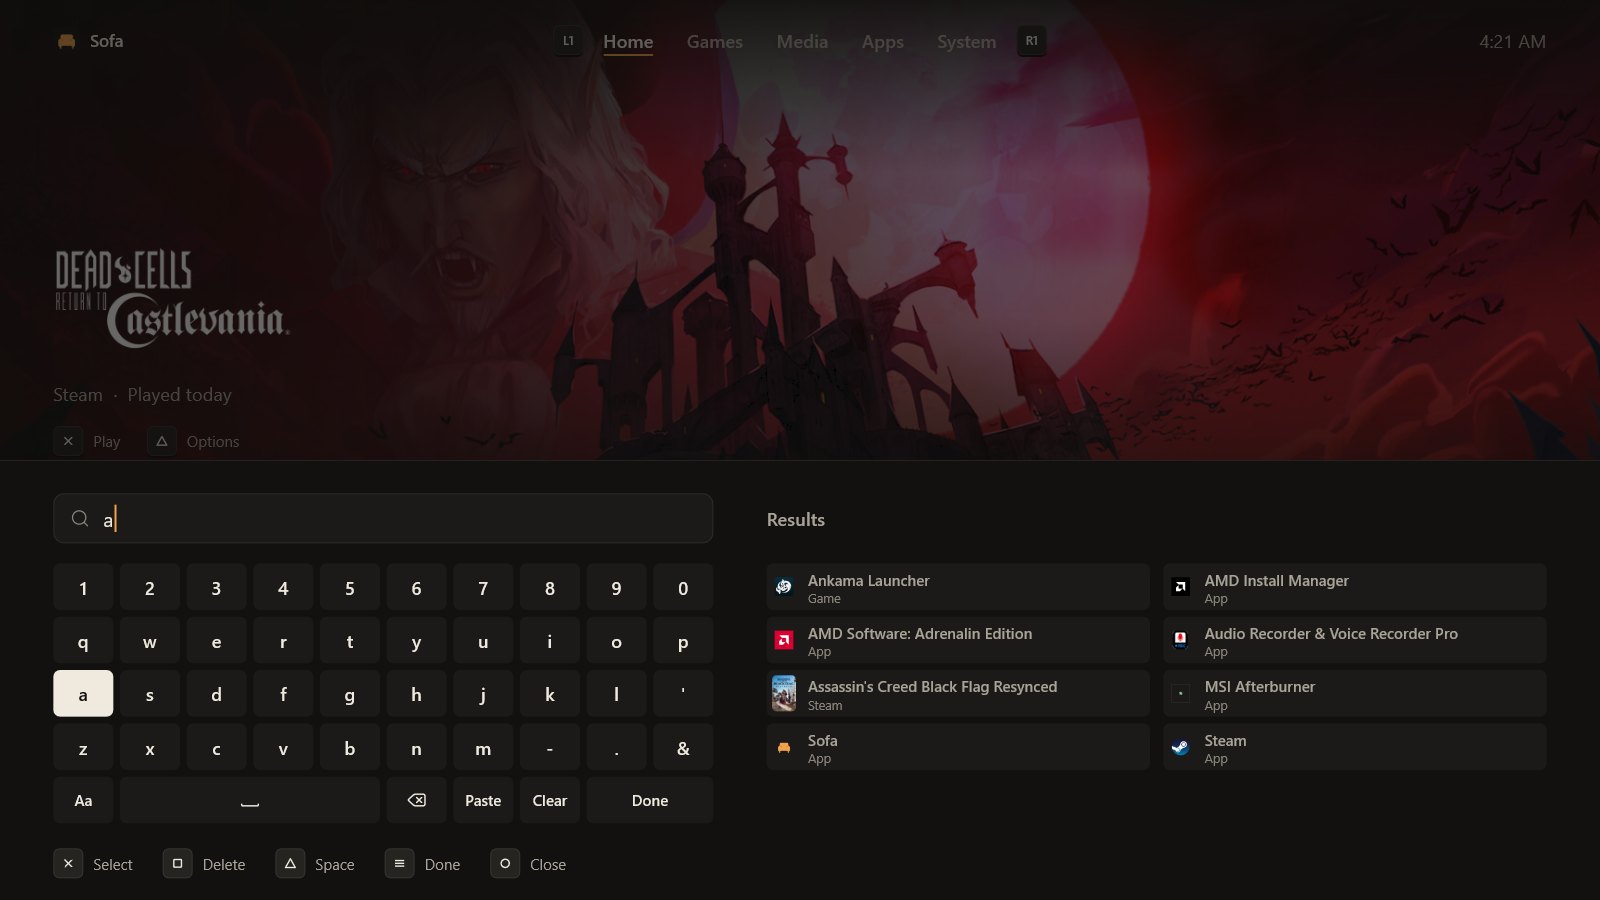 Sofa
L1 Home Games Media Apps System R1
4:21 AM
DEAD CELLS
RETURN TO
Castlevania
Steam · Played today
Play Options
a
Results
1 2 3 4 5 6 7 8 9 0
q w e r t y u i o p
a s d f g h j k l '
z x c v b n m - . &
Aa Paste Clear Done
Ankama Launcher
Game
AMD Install Manager
App
AMD Software: Adrenalin Edition
App
Audio Recorder & Voice Recorder Pro
App
Assassin's Creed Black Flag Resynced
Steam
MSI Afterburner
App
Sofa
App
Steam
App
Select Delete Space Done Close